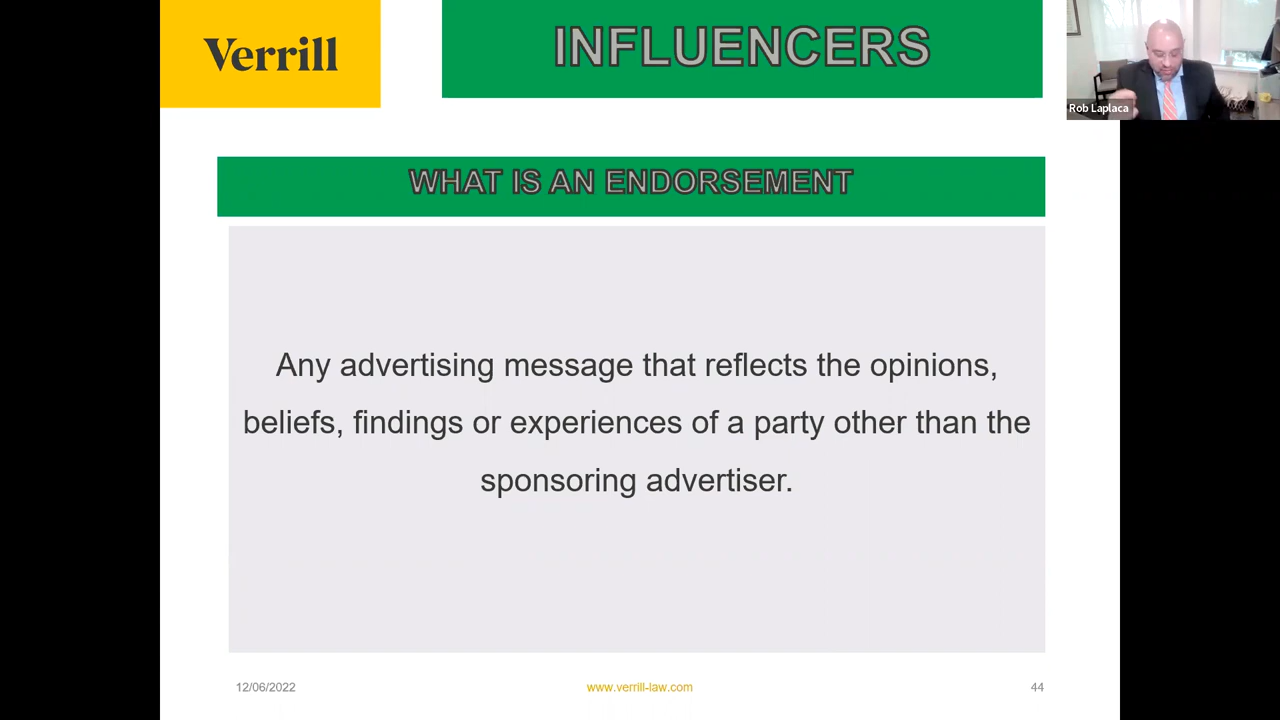 Verrill
INFLUENCERS
Rob Laplaca
WHAT IS AN ENDORSEMENT
Any advertising message that reflects the opinions,
beliefs, findings or experiences of a party other than the
sponsoring advertiser.
12/06/2022
www.verrill-law.com
44